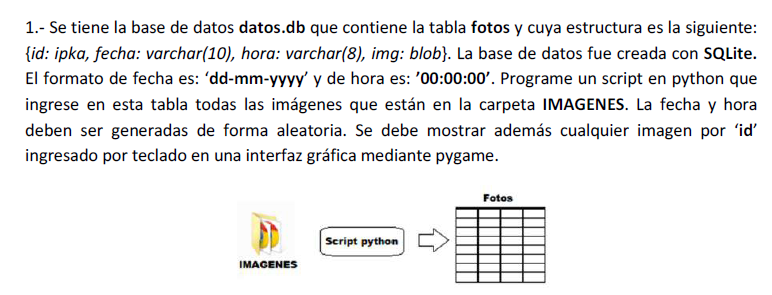 1.- Se tiene la base de datos datos.db que contiene la tabla fotos y cuya estructura es la siguiente:
{id: ipka, fecha: varchar(10), hora: varchar(8), img: blob}. La base de datos fue creada con SQLite.
El formato de fecha es: ‘dd-mm-yyyy’ y de hora es: ’00:00:00’. Programe un script en python que
ingrese en esta tabla todas las imágenes que están en la carpeta IMAGENES. La fecha y hora
deben ser generadas de forma aleatoria. Se debe mostrar además cualquier imagen por ‘id’
ingresado por teclado en una interfaz gráfica mediante pygame.
Fotos
Script python
IMAGENES